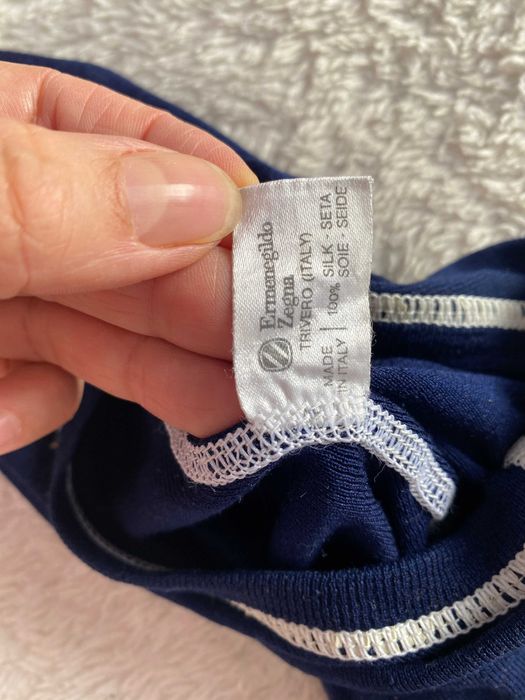 Ermenegildo
Zegna
TRIVERO (ITALY)
MADE
IN ITALY
100% SILK - SETA
SOIE - SEIDE